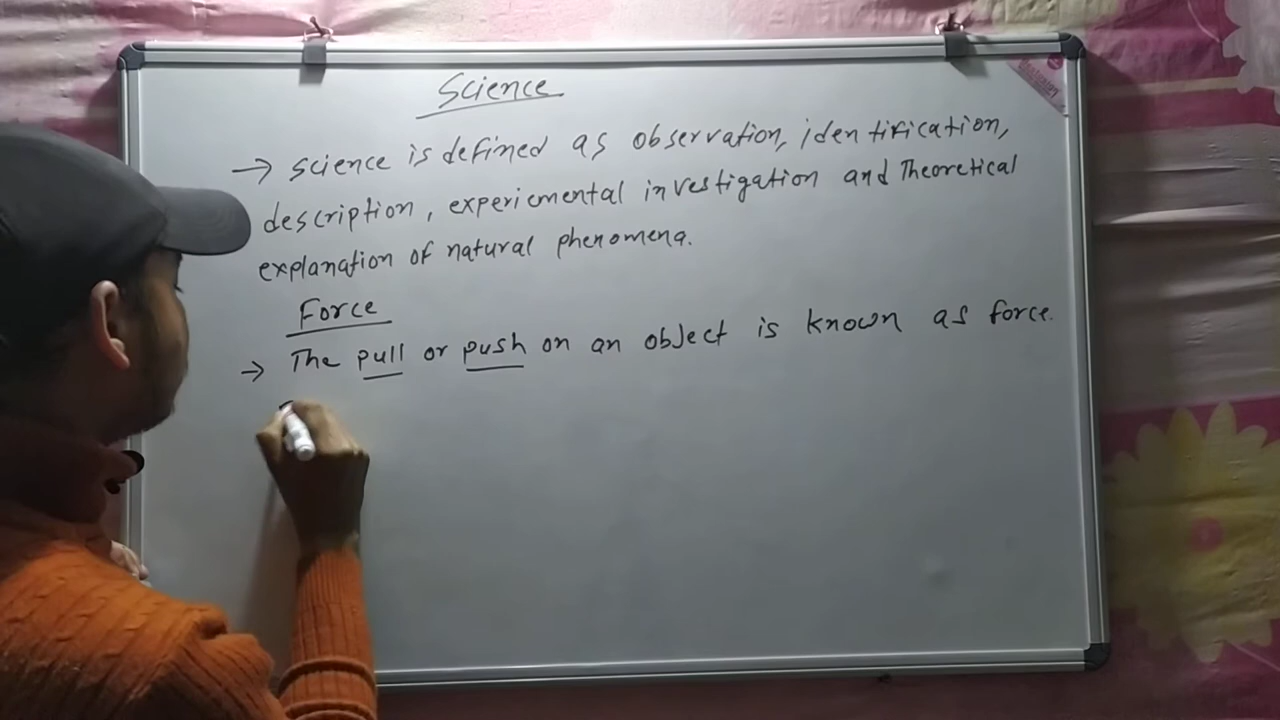 Science
→ science is defined as observation, identification,
description, expericmental investigation and Theoretical
explanation of natural phenomena.
Force
→ The pull or push on an object is known as force.